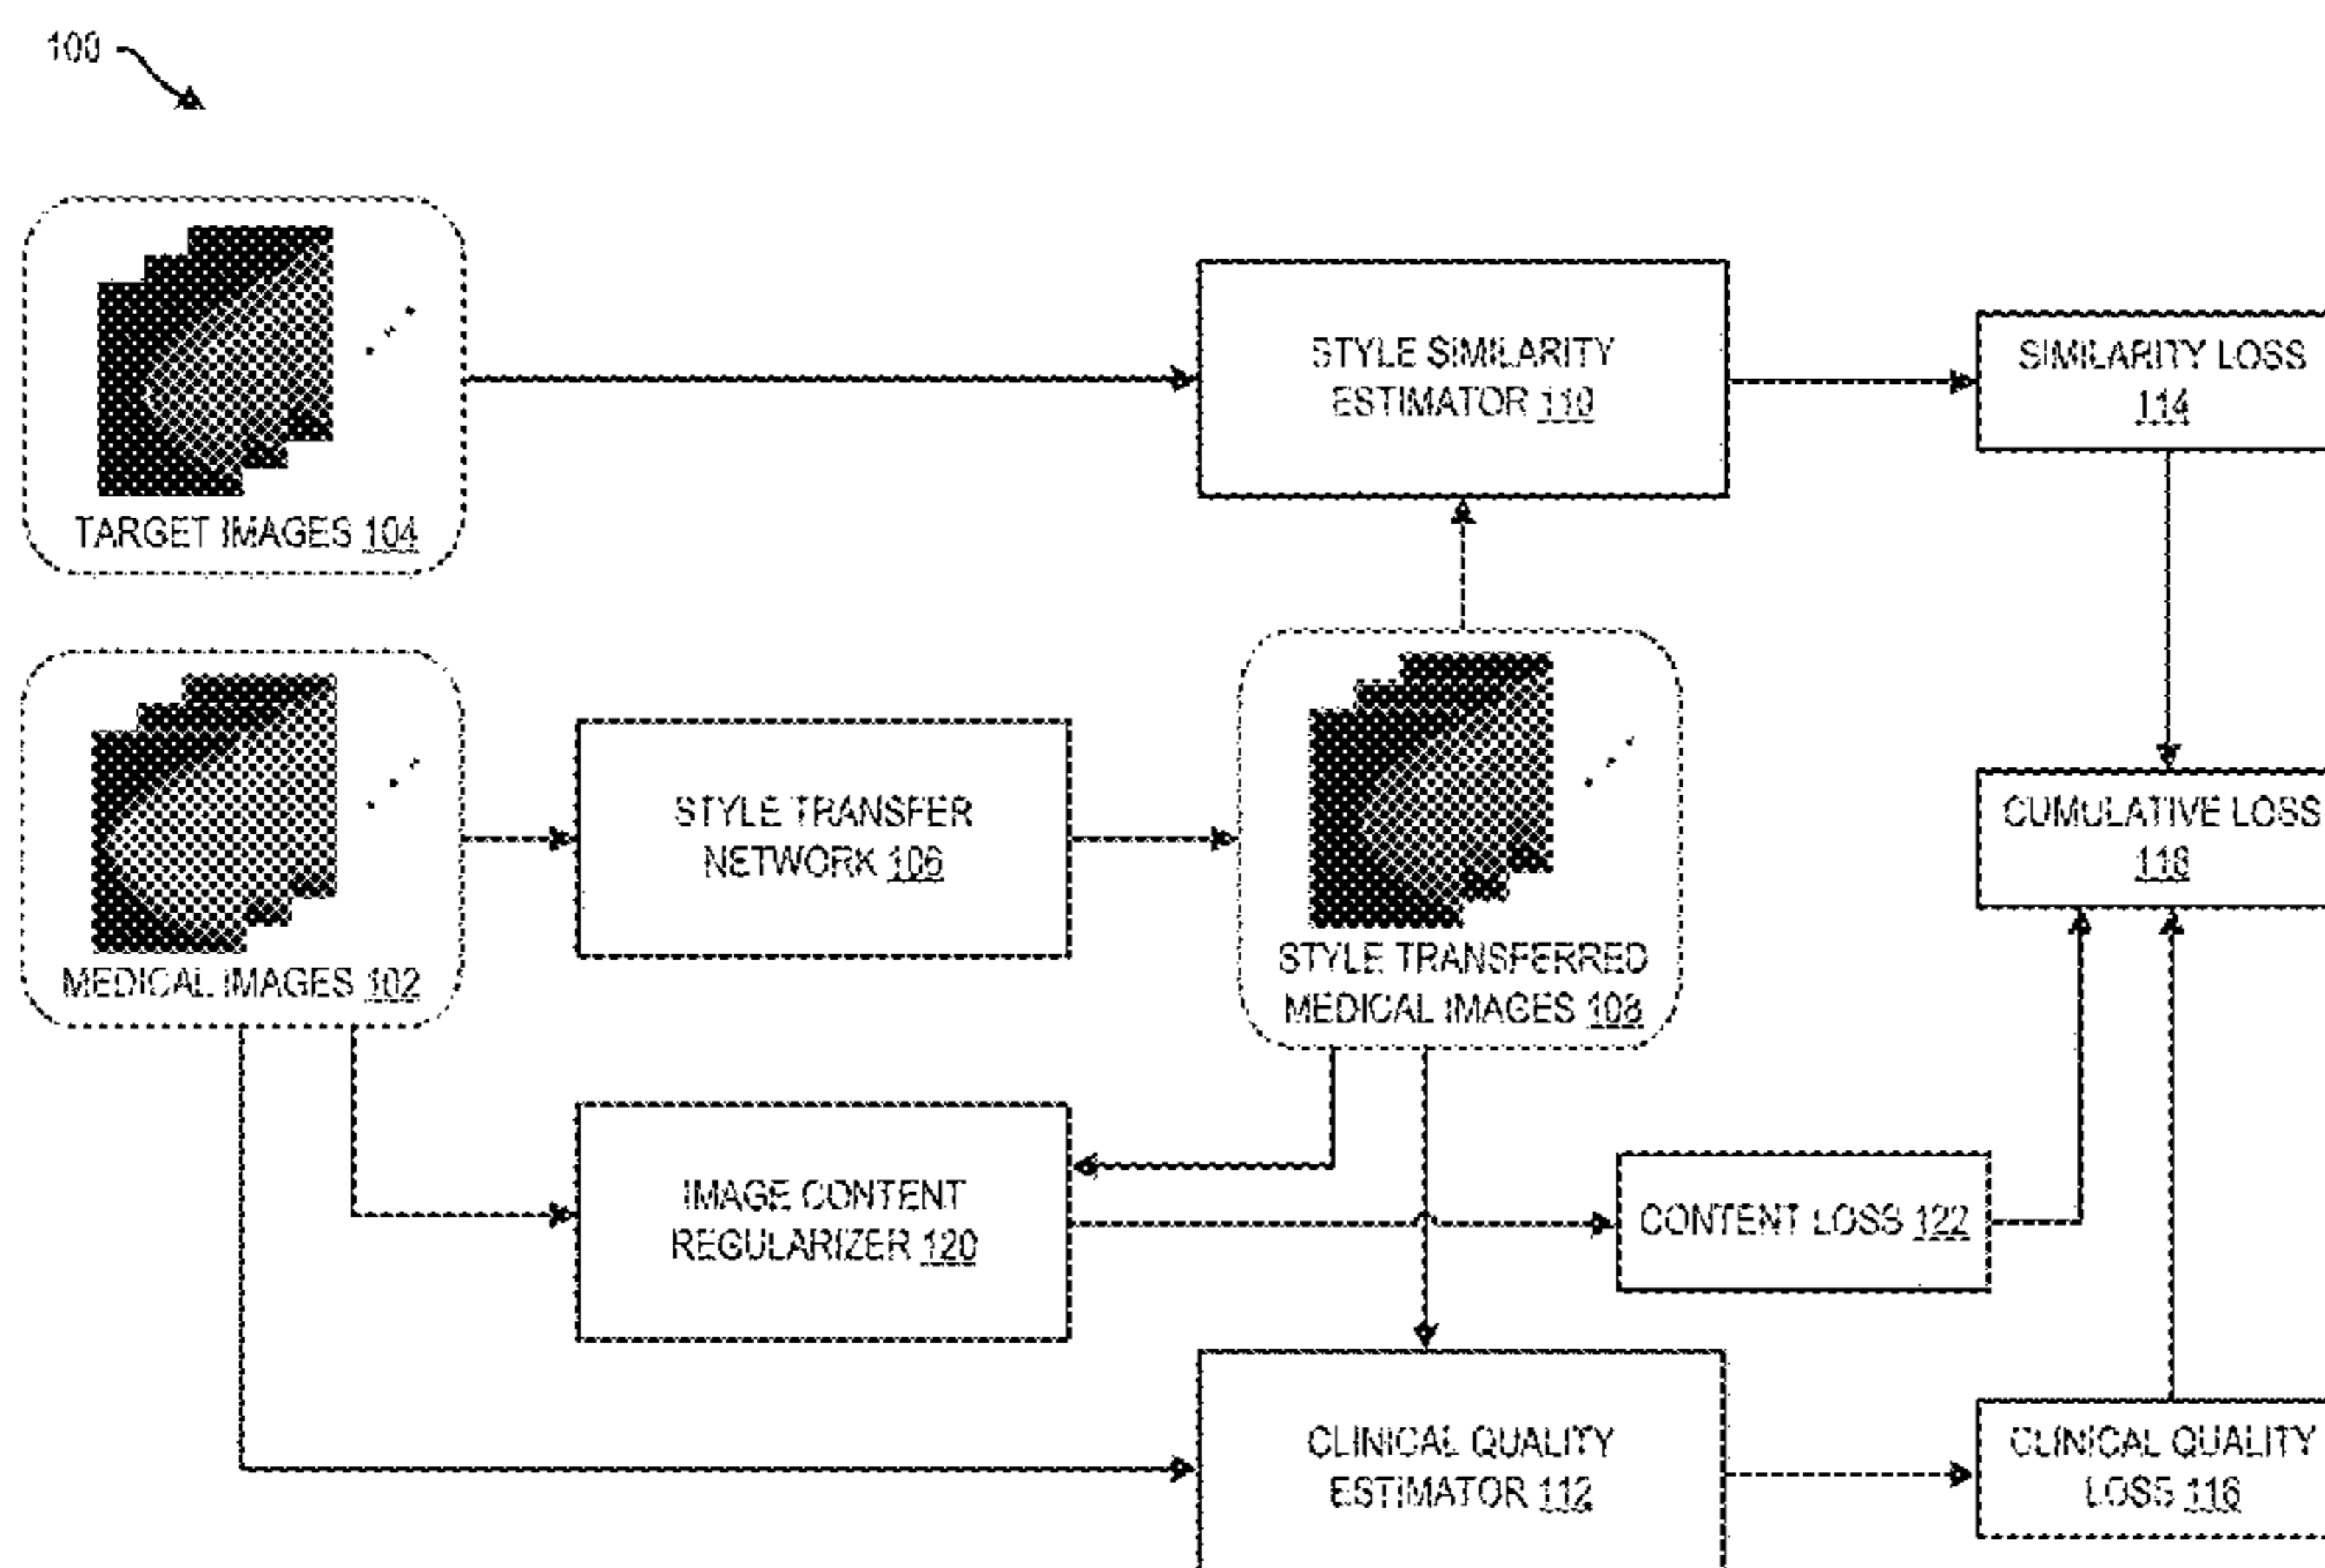 100
STYLE SIMILARITY
ESTIMATOR 110
SIMILARITY LOSS
114
TARGET IMAGES 104
STYLE TRANSFER
NETWORK 106
CUMULATIVE LOSS
118
MEDICAL IMAGES 102
STYLE TRANSFERRED
MEDICAL IMAGES 108
IMAGE CONTENT
REGULARIZER 120
CONTENT LOSS 122
CLINICAL QUALITY
ESTIMATOR 112
CLINICAL QUALITY
LOSS 116